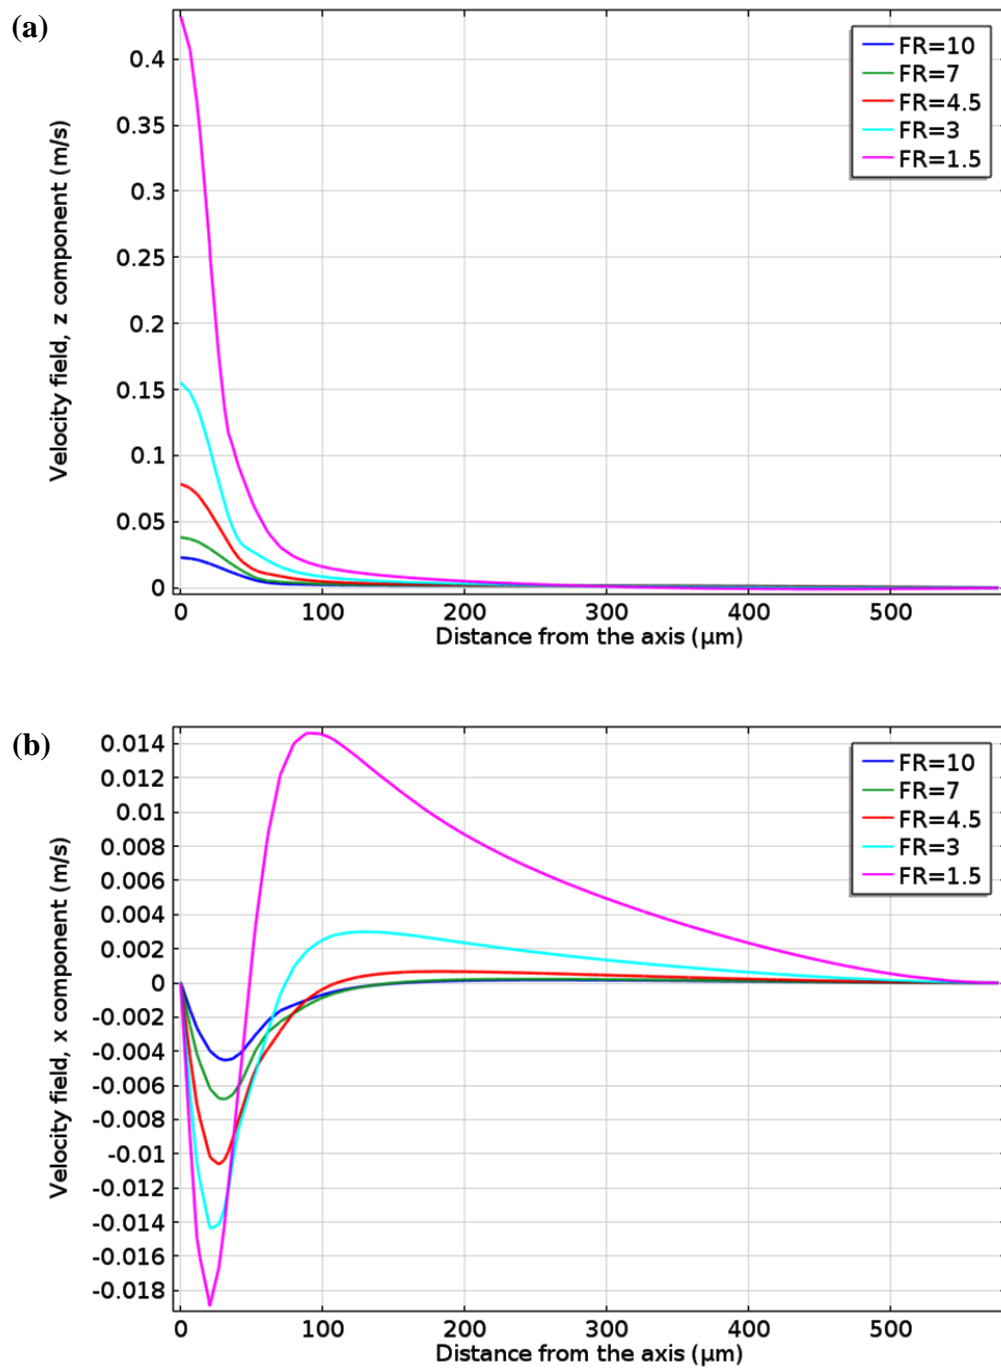 (a)
FR=10
FR=7
FR=4.5
FR=3
FR=1.5
Velocity field, z component (m/s)
0.4
0.35
0.3
0.25
0.2
0.15
0.1
0.05
0
0 100 200 300 400 500
Distance from the axis (µm)
(b)
FR=10
FR=7
FR=4.5
FR=3
FR=1.5
Velocity field, x component (m/s)
0.014
0.012
0.01
0.008
0.006
0.004
0.002
0
-0.002
-0.004
-0.006
-0.008
-0.01
-0.012
-0.014
-0.016
-0.018
0 100 200 300 400 500
Distance from the axis (µm)